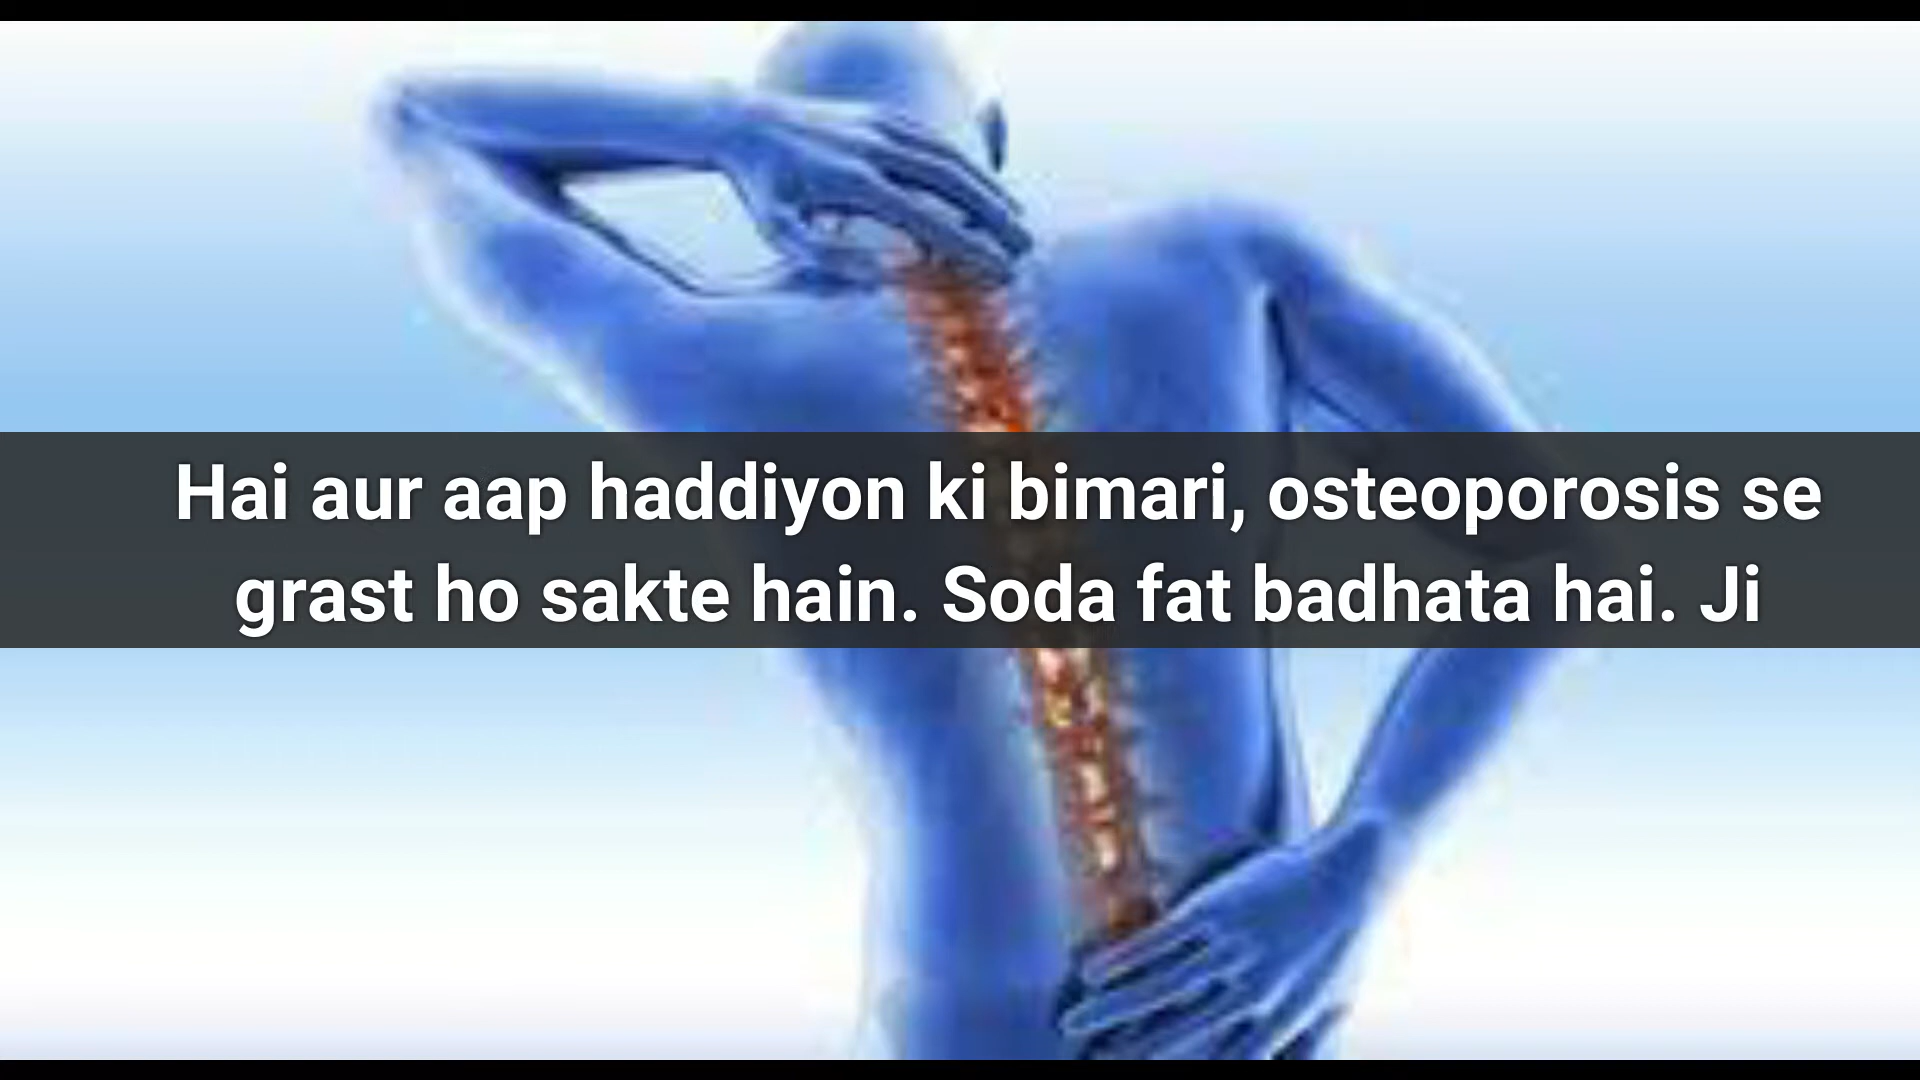 Hai aur aap haddiyon ki bimari, osteoporosis se
grast ho sakte hain. Soda fat badhata hai. Ji